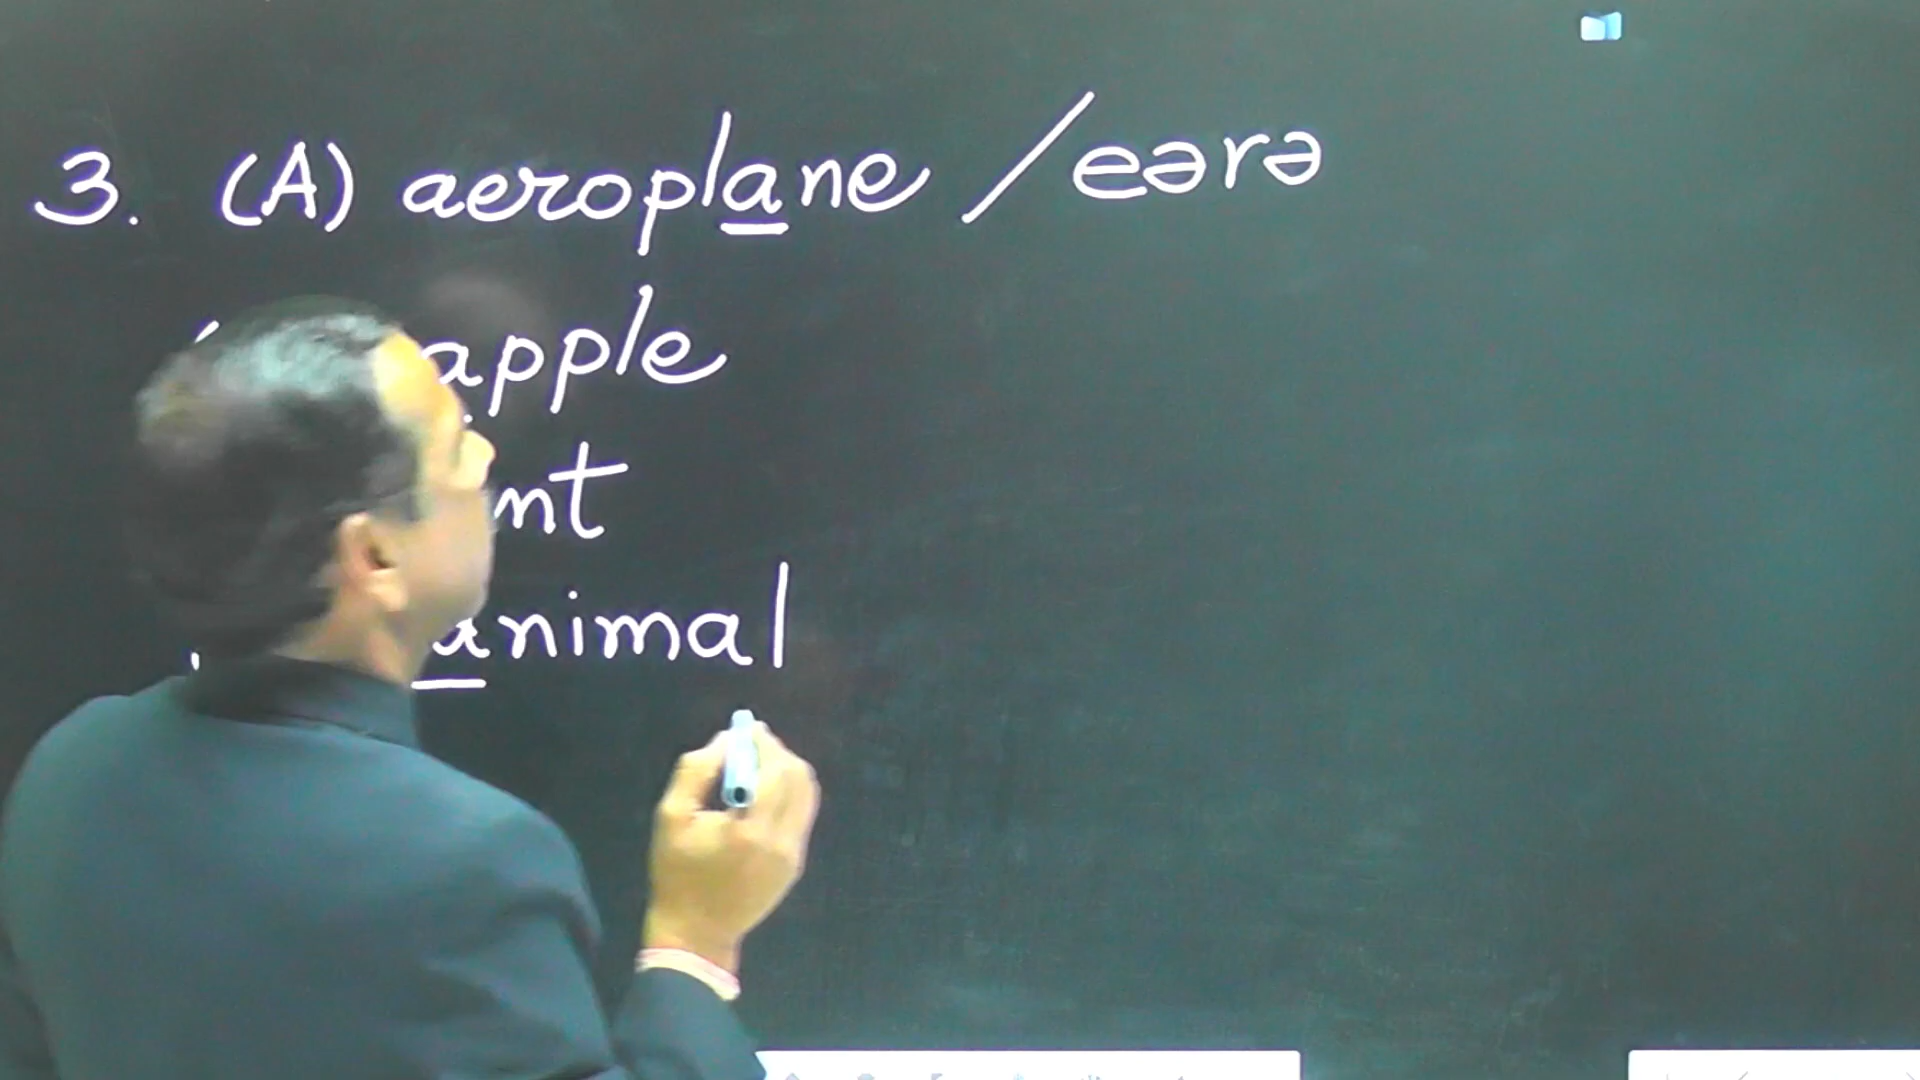 3. (A) aeroplane /eərə
apple
nt
animal